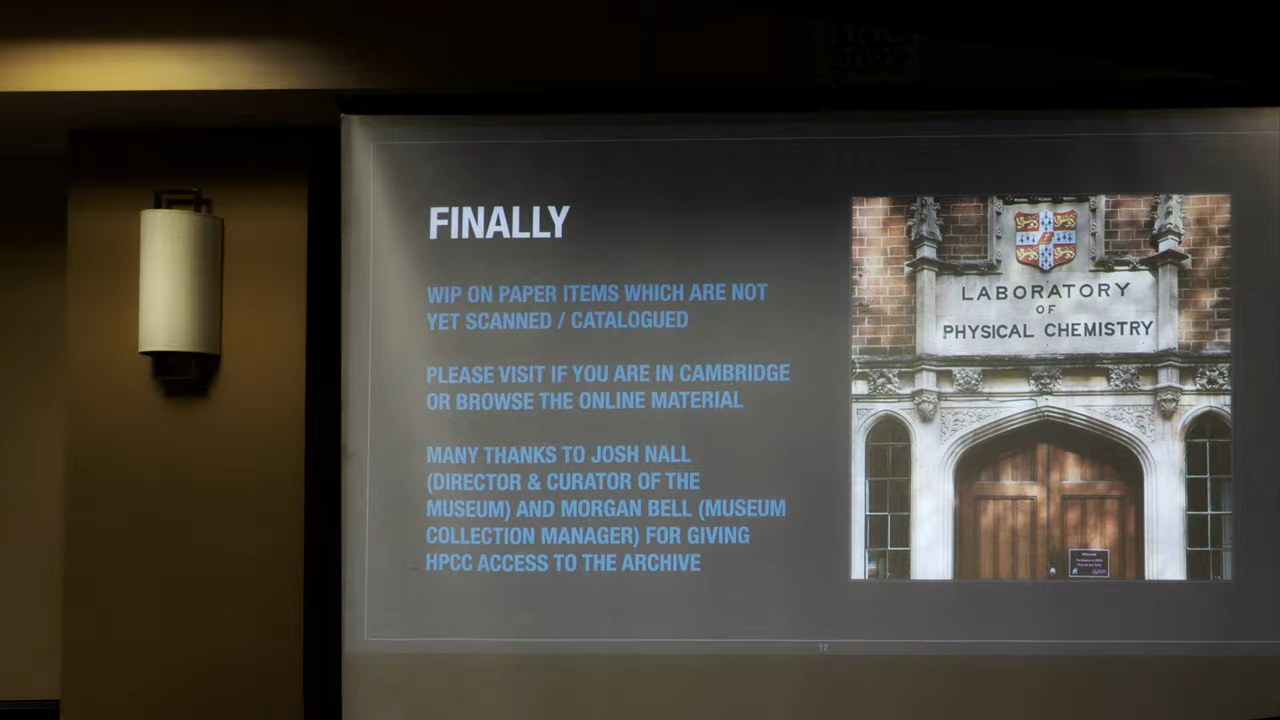 FINALLY
WIP ON PAPER ITEMS WHICH ARE NOT
YET SCANNED / CATALOGUED
PLEASE VISIT IF YOU ARE IN CAMBRIDGE
OR BROWSE THE ONLINE MATERIAL
MANY THANKS TO JOSH NALL
(DIRECTOR & CURATOR OF THE
MUSEUM) AND MORGAN BELL (MUSEUM
COLLECTION MANAGER) FOR GIVING
HPCC ACCESS TO THE ARCHIVE
LABORATORY
OF
PHYSICAL CHEMISTRY
17